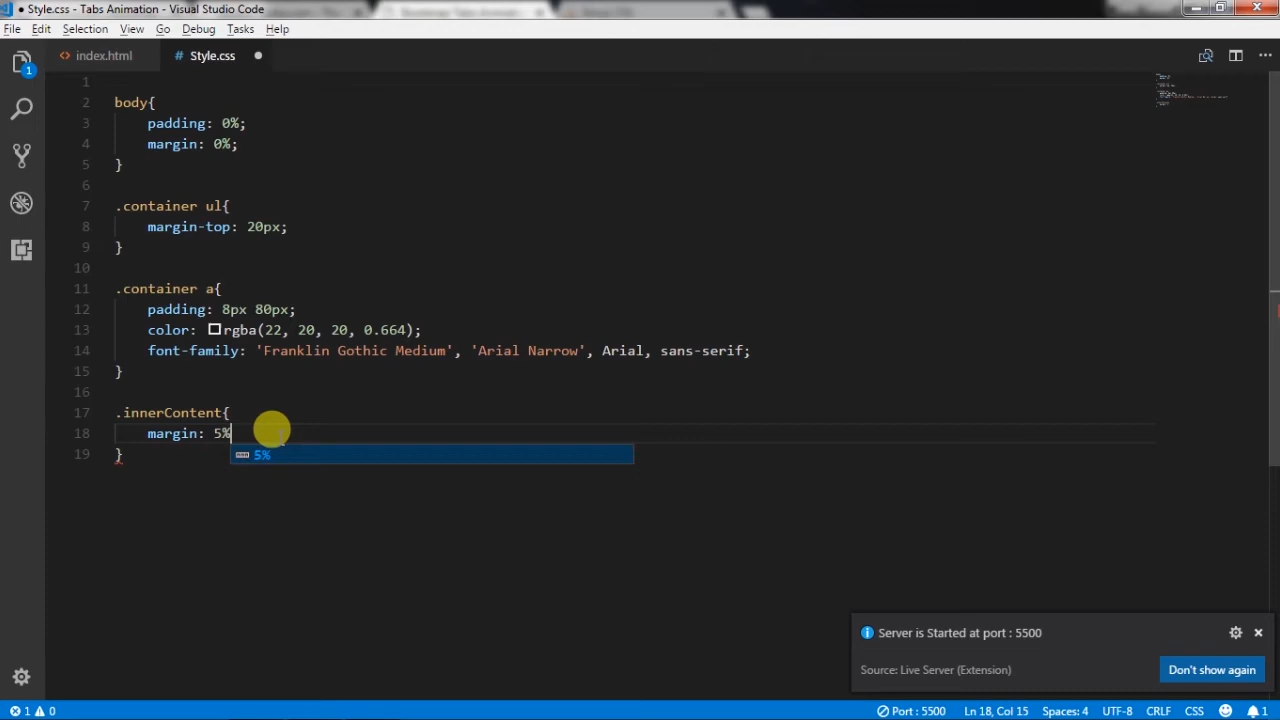 Style.css - Tabs Animation - Visual Studio Code
File Edit Selection View Go Debug Tasks Help
1
<> index.html # Style.css ●
1
2 body{
3 padding: 0%;
4 margin: 0%;
5 }
6
7 .container ul{
8 margin-top: 20px;
9 }
10
11 .container a{
12 padding: 8px 80px;
13 color: rgba(22, 20, 20, 0.664);
14 font-family: 'Franklin Gothic Medium', 'Arial Narrow', Arial, sans-serif;
15 }
16
17 .innerContent{
18 margin: 5%
19 }
5%
Server is Started at port : 5500
Source: Live Server (Extension) Don't show again
1 0 Port : 5500 Ln 18, Col 15 Spaces: 4 UTF-8 CRLF CSS 1